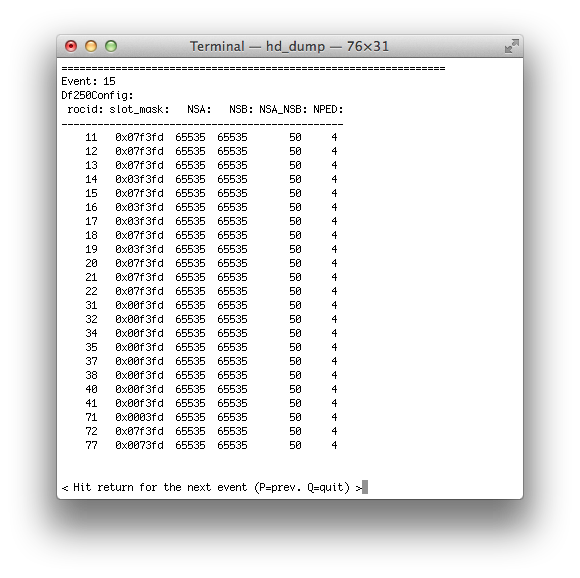 Terminal — hd_dump — 76×31
================================================================
Event: 15
Df250Config:
rocid: slot_mask: NSA: NSB: NSA_NSB: NPED:
-----------------------------------------------
11 0x07f3fd 65535 65535 50 4
12 0x07f3fd 65535 65535 50 4
13 0x07f3fd 65535 65535 50 4
14 0x03f3fd 65535 65535 50 4
15 0x07f3fd 65535 65535 50 4
16 0x03f3fd 65535 65535 50 4
17 0x03f3fd 65535 65535 50 4
18 0x07f3fd 65535 65535 50 4
19 0x03f3fd 65535 65535 50 4
20 0x07f3fd 65535 65535 50 4
21 0x07f3fd 65535 65535 50 4
22 0x07f3fd 65535 65535 50 4
31 0x00f3fd 65535 65535 50 4
32 0x00f3fd 65535 65535 50 4
34 0x00f3fd 65535 65535 50 4
35 0x00f3fd 65535 65535 50 4
37 0x00f3fd 65535 65535 50 4
38 0x00f3fd 65535 65535 50 4
40 0x00f3fd 65535 65535 50 4
41 0x00f3fd 65535 65535 50 4
71 0x0003fd 65535 65535 50 4
72 0x07f3fd 65535 65535 50 4
77 0x0073fd 65535 65535 50 4
< Hit return for the next event (P=prev. Q=quit) >